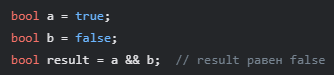 bool a = true;
bool b = false;
bool result = a && b;  // result равен false